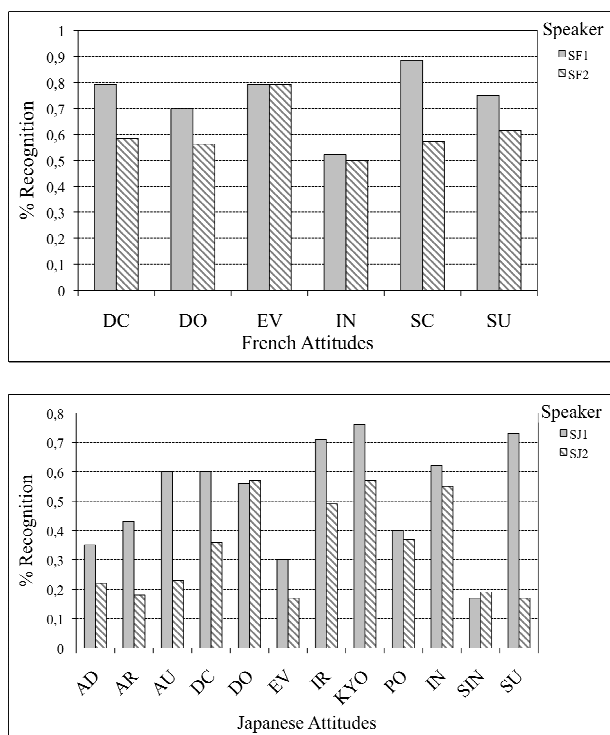 Speaker
SF1
SF2
% Recognition
1
0,9
0,8
0,7
0,6
0,5
0,4
0,3
0,2
0,1
0
DC DO EV IN SC SU
French Attitudes
Speaker
SJ1
SJ2
% Recognition
0,8
0,7
0,6
0,5
0,4
0,3
0,2
0,1
0
AD AR AU DC DO EV IR KYO PO IN SIN SU
Japanese Attitudes